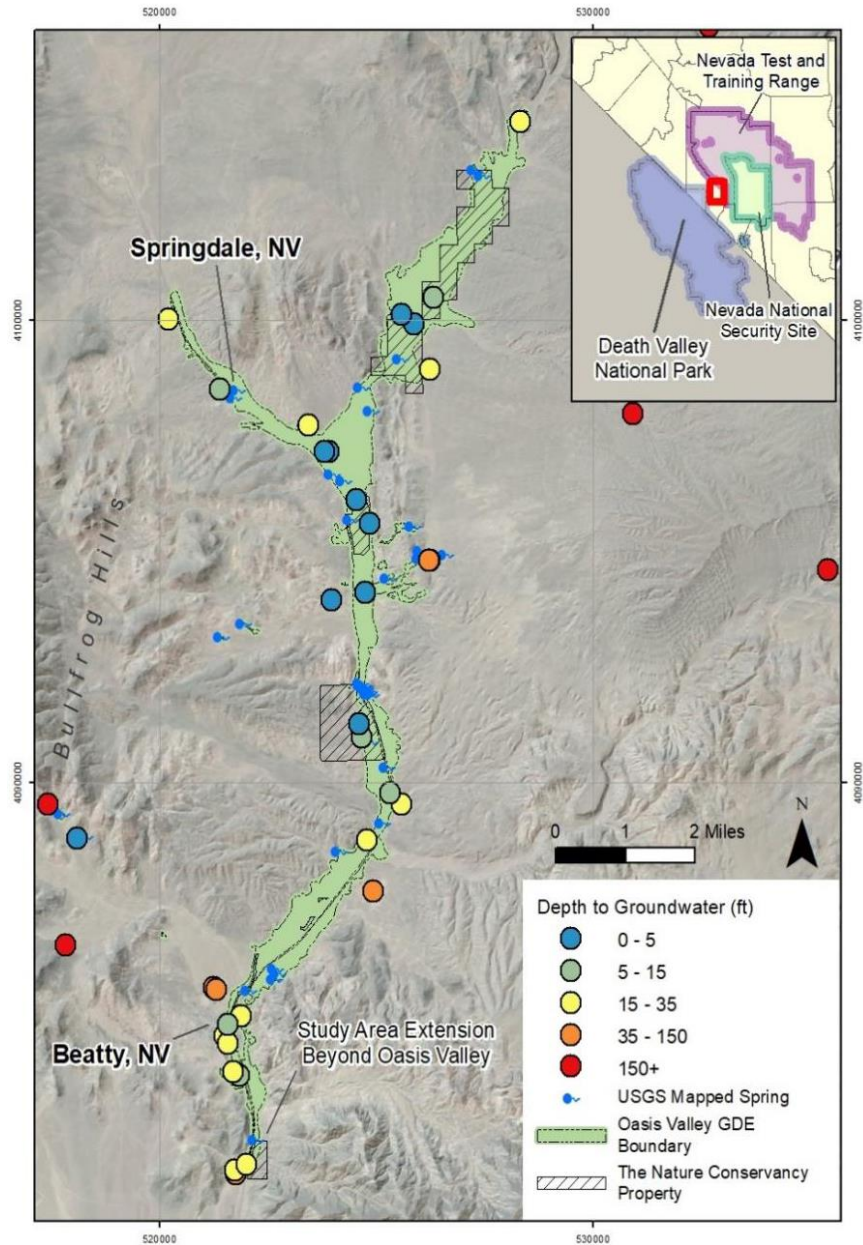 520000
530000
Nevada Test and
Training Range
Springdale, NV
4100000
4100000
Nevada National
Security Site
Death Valley
National Park
Bullfrog Hills
4090000
4090000
N
0 1 2 Miles
Depth to Groundwater (ft)
0 - 5
5 - 15
15 - 35
35 - 150
150+
USGS Mapped Spring
Oasis Valley GDE
Boundary
The Nature Conservancy
Property
Study Area Extension
Beyond Oasis Valley
Beatty, NV
520000
530000